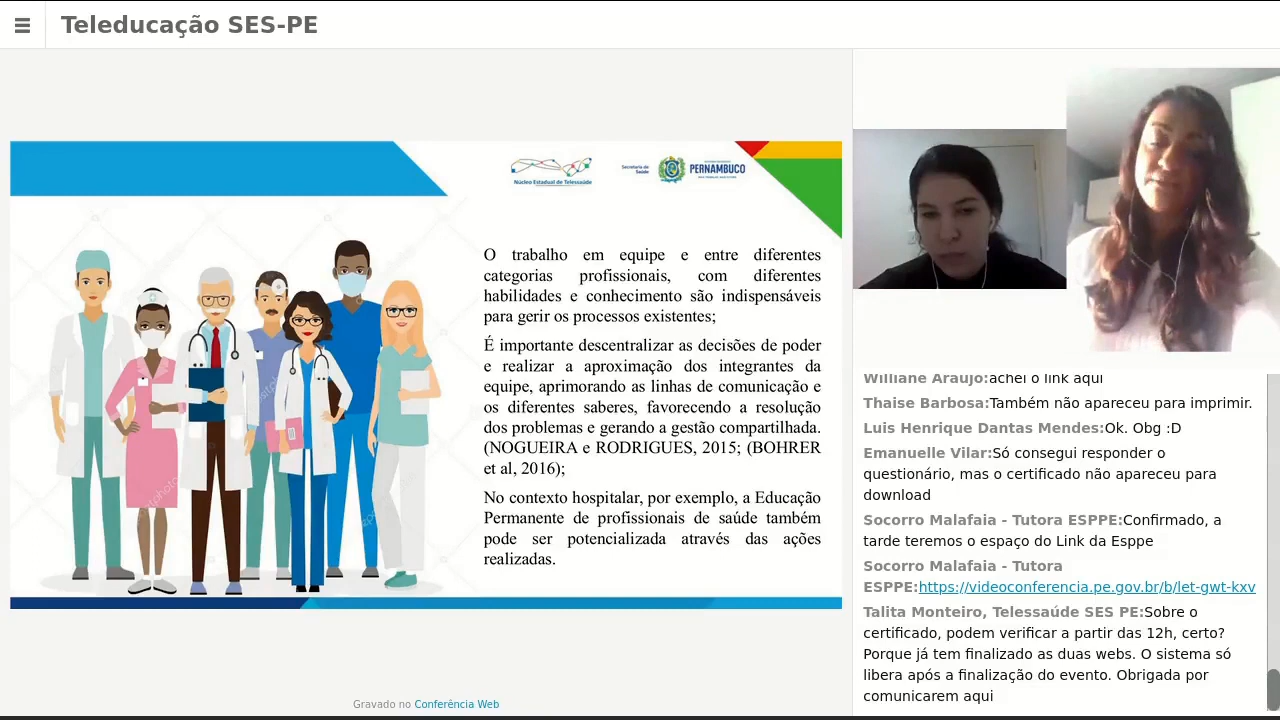 Teleducação SES-PE
Núcleo Estadual de Telessaúde
Secretaria de
Saúde
PERNAMBUCO
O trabalho em equipe e entre diferentes
categorias profissionais, com diferentes
habilidades e conhecimento são indispensáveis
para gerir os processos existentes;
É importante descentralizar as decisões de poder
e realizar a aproximação dos integrantes da
equipe, aprimorando as linhas de comunicação e
os diferentes saberes, favorecendo a resolução
dos problemas e gerando a gestão compartilhada.
(NOGUEIRA e RODRIGUES, 2015; (BOHRER
et al, 2016);
No contexto hospitalar, por exemplo, a Educação
Permanente de profissionais de saúde também
pode ser potencializada através das ações
realizadas.
Gravado no Conferência Web
Williane Araujo:achei o link aqui
Thaise Barbosa:Também não apareceu para imprimir.
Luis Henrique Dantas Mendes:Ok. Obg :D
Emanuelle Vilar:Só consegui responder o
questionário, mas o certificado não apareceu para
download
Socorro Malafaia - Tutora ESPPE:Confirmado, a
tarde teremos o espaço do Link da Esppe
Socorro Malafaia - Tutora
ESPPE:https://videoconferencia.pe.gov.br/b/let-gwt-kxv
Talita Monteiro, Telessaúde SES PE:Sobre o
certificado, podem verificar a partir das 12h, certo?
Porque já tem finalizado as duas webs. O sistema só
libera após a finalização do evento. Obrigada por
comunicarem aqui